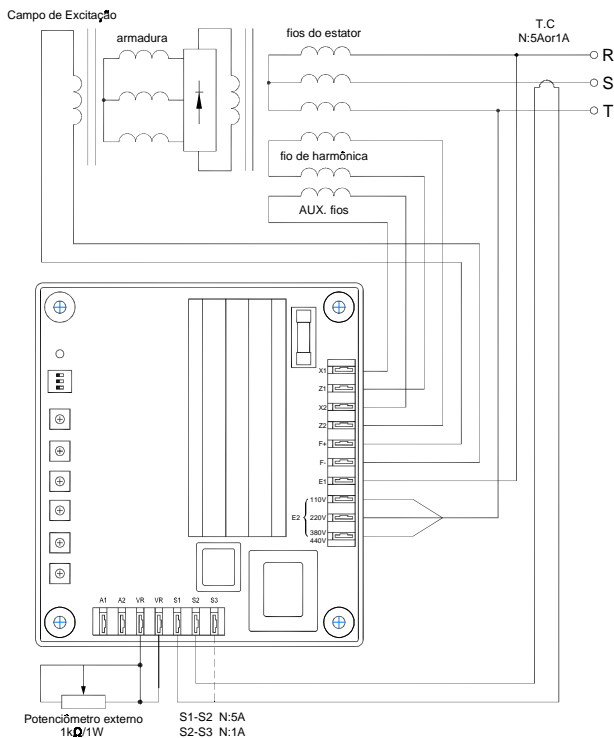 Campo de Excitação
armadura
fios do estator
T.C
N:5Aor1A
R
S
T
fio de harmônica
AUX. fios
X1
Z1
X2
Z2
F+
F-
E1
110V
E2
220V
380V
440V
A1
A2
VR
VR
S1
S2
S3
Potenciômetro externo
1kΩ/1W
S1-S2 N:5A
S2-S3 N:1A